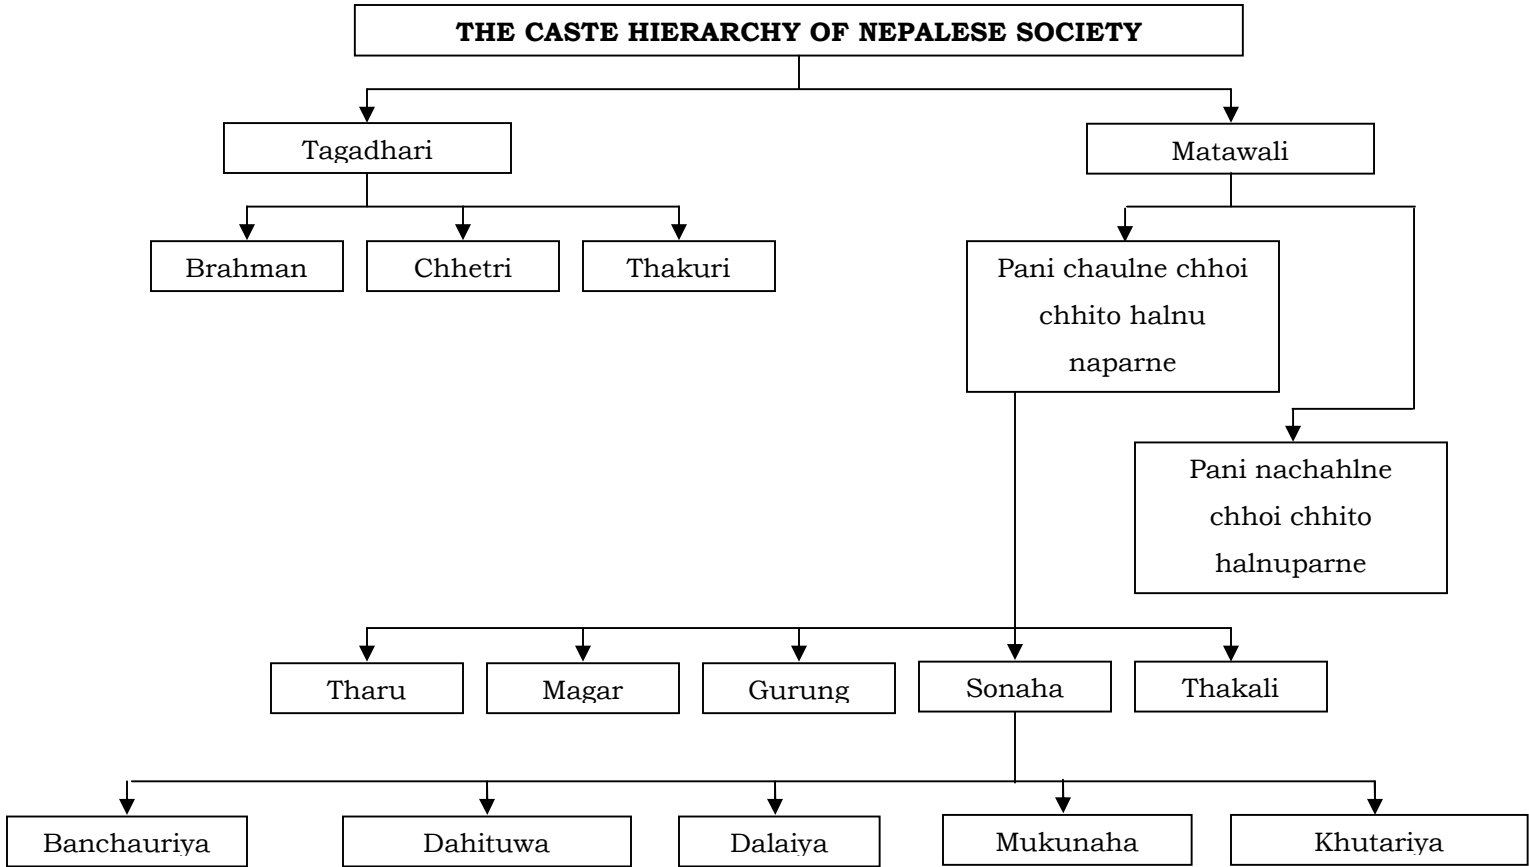 THE CASTE HIERARCHY OF NEPALESE SOCIETY
Tagadhari
Matawali
Brahman
Chhetri
Thakuri
Pani chaulne chhoi
chhito halnu
naparne
Pani nachahlne
chhoi chhito
halnuparne
Tharu
Magar
Gurung
Sonaha
Thakali
Banchauriya
Dahituwa
Dalaiya
Mukunaha
Khutariya